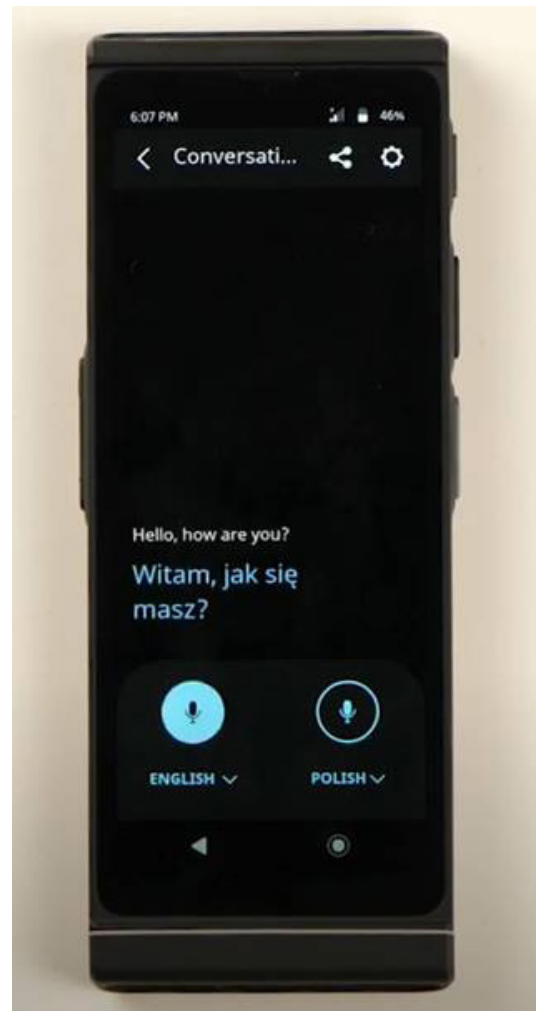 6:07 PM 46%
Conversati...
Hello, how are you?
Witam, jak się
masz?
ENGLISH POLISH